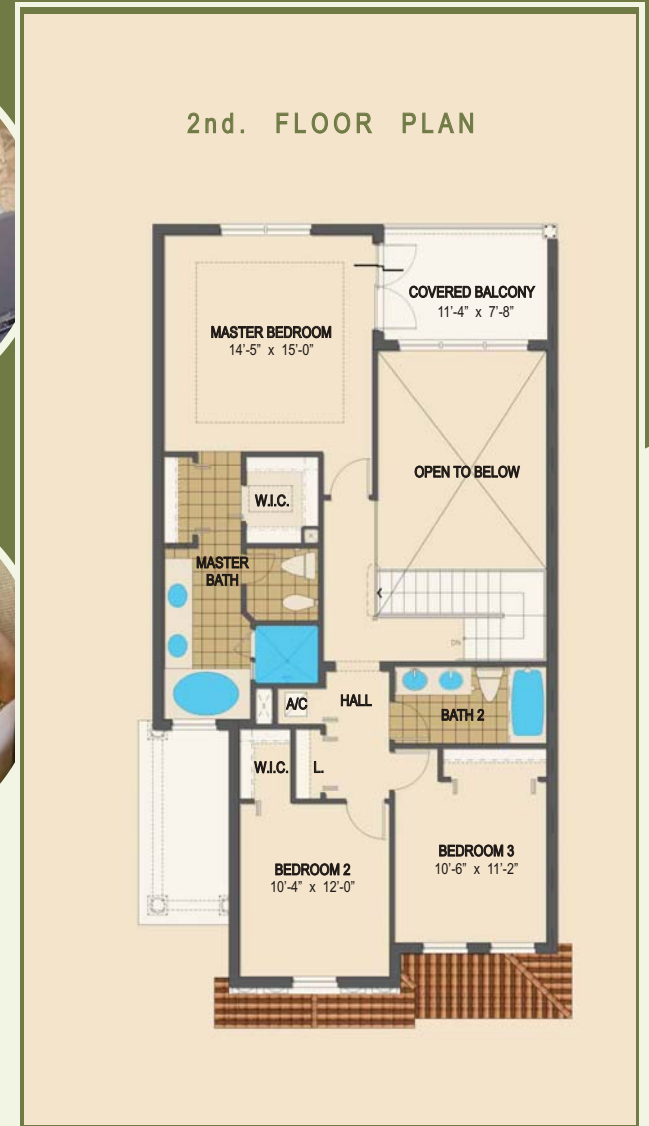 2nd. FLOOR PLAN
COVERED BALCONY
11'-4" x 7'-8"
MASTER BEDROOM
14'-5" x 15'-0"
OPEN TO BELOW
W.I.C.
MASTER
BATH
DN
A/C
HALL
BATH 2
W.I.C.
L.
BEDROOM 3
10'-6" x 11'-2"
BEDROOM 2
10'-4" x 12'-0"